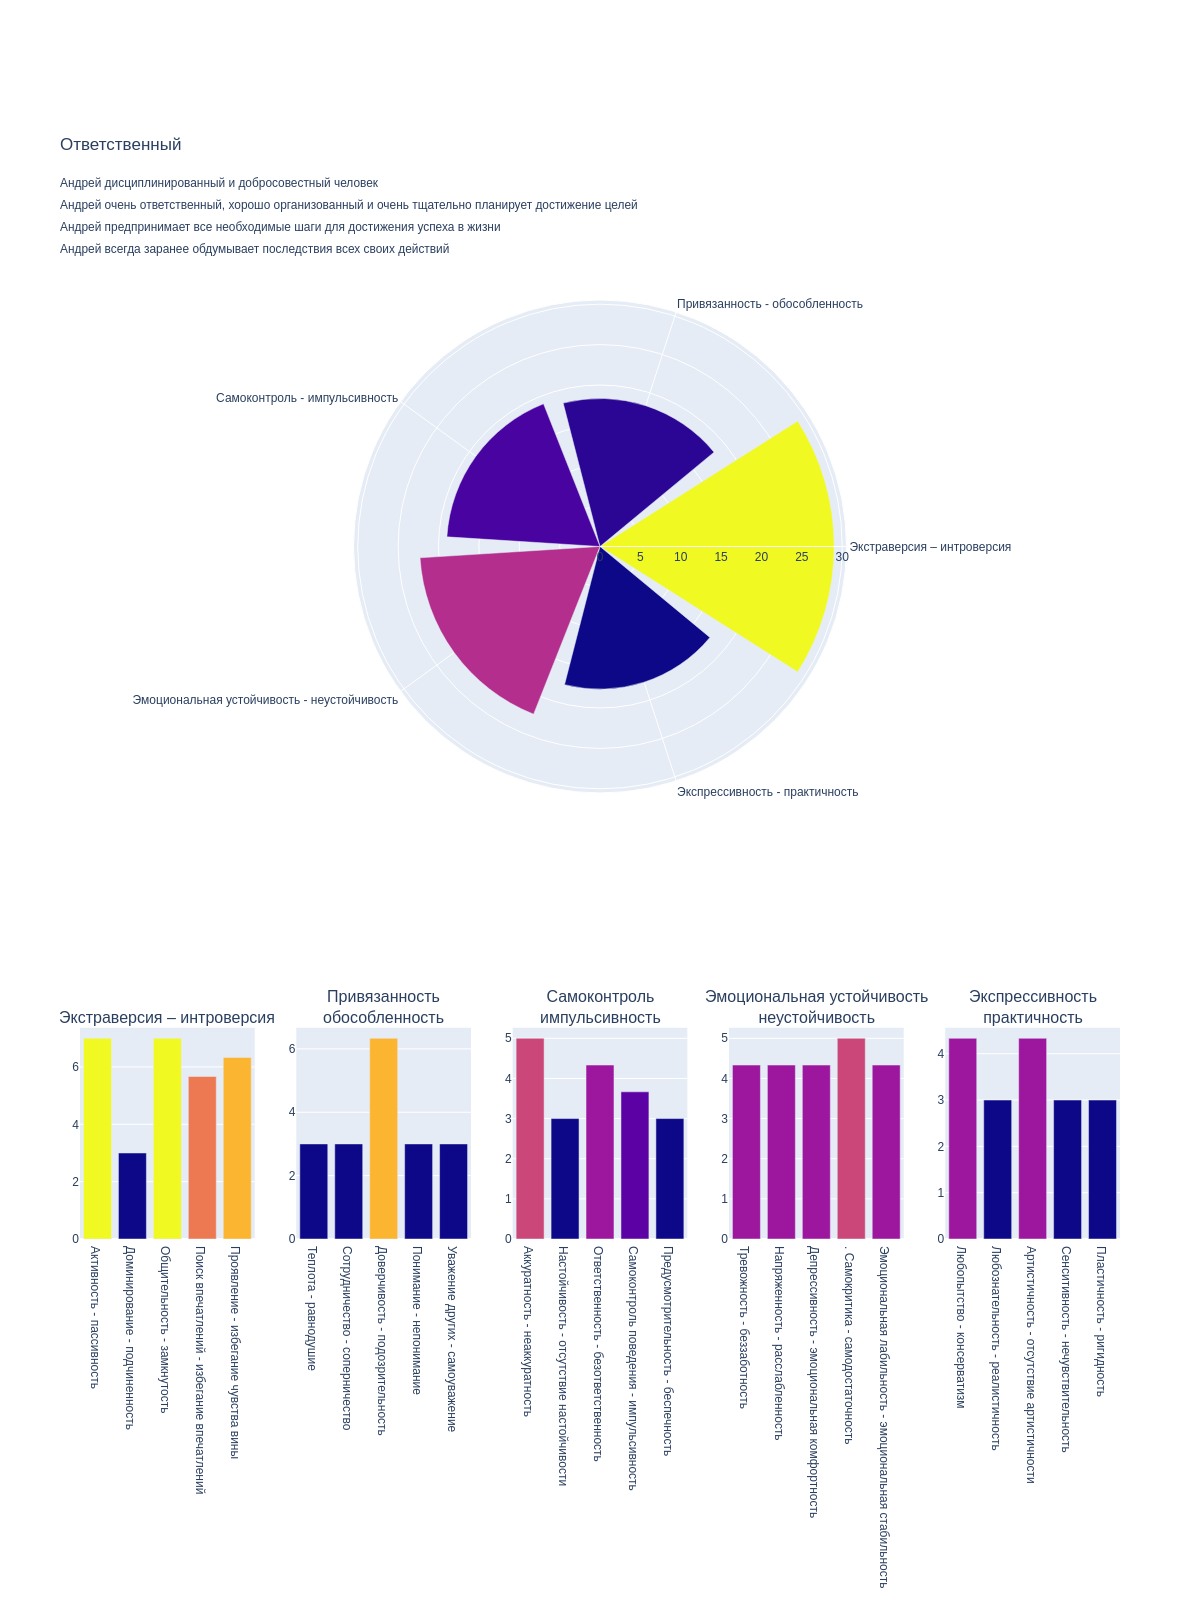 Ответственный
Андрей дисциплинированный и добросовестный человек
Андрей очень ответственный, хорошо организованный и очень тщательно планирует достижение целей
Андрей предпринимает все необходимые шаги для достижения успеха в жизни
Андрей всегда заранее обдумывает последствия всех своих действий
Привязанность - обособленность
Самоконтроль - импульсивность
Экстраверсия – интроверсия
0 5 10 15 20 25 30
Эмоциональная устойчивость - неустойчивость
Экспрессивность - практичность
Экстраверсия – интроверсия
6
4
2
0
Активность - пассивность
Доминирование - подчиненность
Общительность - замкнутость
Поиск впечатлений - избегание впечатлений
Проявление - избегание чувства вины
Привязанность
обособленность
6
4
2
0
Теплота - равнодушие
Сотрудничество - соперничество
Доверчивость - подозрительность
Понимание - непонимание
Уважение других - самоуважение
Самоконтроль
импульсивность
5
4
3
2
1
0
Аккуратность - неаккуратность
Настойчивость - отсутствие настойчивости
Ответственность - безответственность
Самоконтроль поведения - импульсивность
Предусмотрительность - беспечность
Эмоциональная устойчивость
неустойчивость
5
4
3
2
1
0
Тревожность - беззаботность
Напряженность - расслабленность
Депрессивность - эмоциональная комфортность
. Самокритика - самодостаточность
Эмоциональная лабильность - эмоциональная стабильность
Экспрессивность
практичность
4
3
2
1
0
Любопытство - консерватизм
Любознательность - реалистичность
Артистичность - отсутствие артистичности
Сенситивность - нечувствительность
Пластичность - ригидность